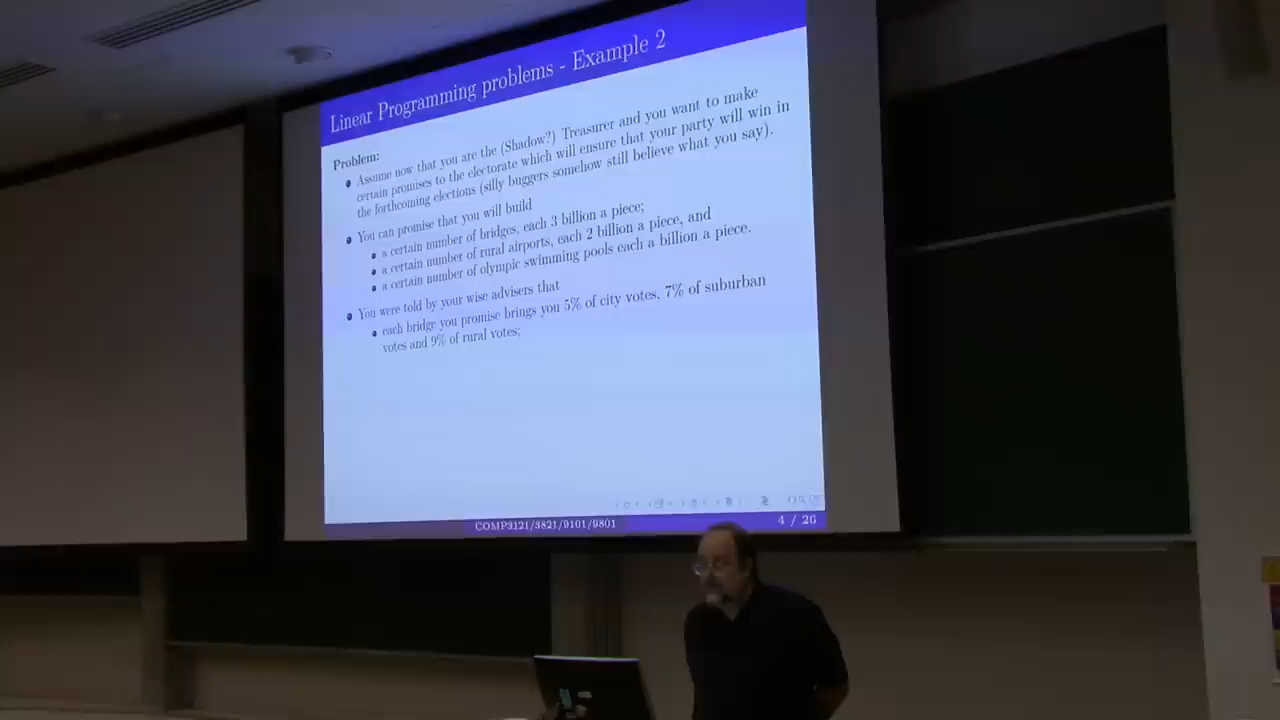 Linear Programming problems - Example 2
Problem:
Assume now that you are the (Shadow?) Treasurer and you want to make
certain promises to the electorate which will ensure that your party will win in
the forthcoming elections (silly buggers somehow still believe what you say).
You can promise that you will build
a certain number of bridges, each 3 billion a piece;
a certain number of rural airports, each 2 billion a piece, and
a certain number of olympic swimming pools each a billion a piece.
You were told by your wise advisers that
each bridge you promise brings you 5% of city votes, 7% of suburban
votes and 9% of rural votes;
COMP3121/3821/9101/9801
4 / 26